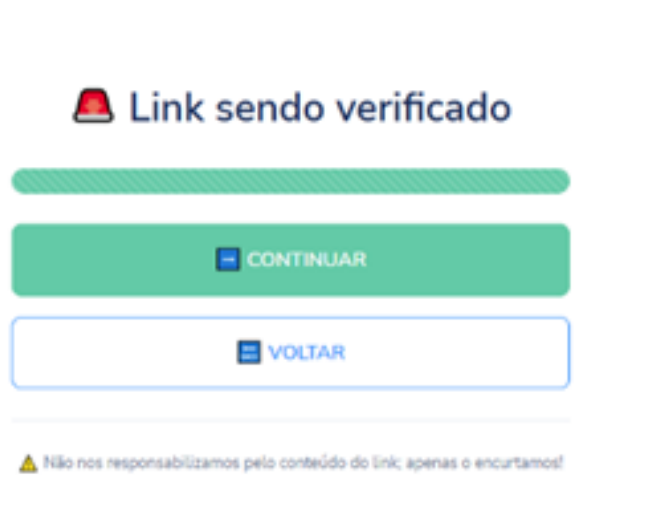 🚨 Link sendo verificado
➡ CONTINUAR
VOLTAR
⚠ Não nos responsabilizamos pelo conteúdo do link; apenas o encurtamos!